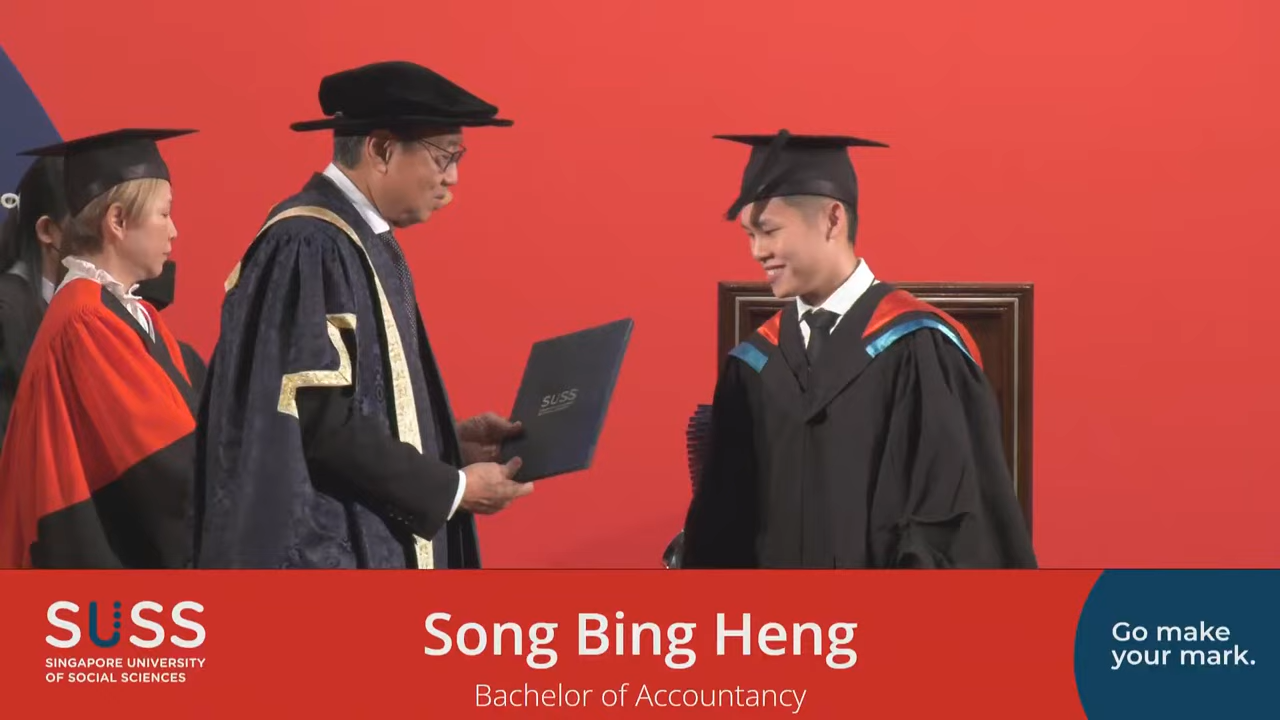 SUSS
SUSS
SINGAPORE UNIVERSITY
OF SOCIAL SCIENCES
Song Bing Heng
Bachelor of Accountancy
Go make
your mark.